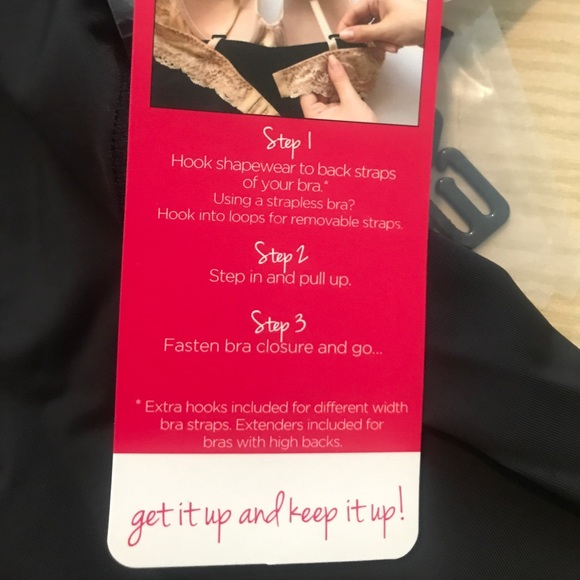 Step 1
Hook shapewear to back straps
of your bra.*
Using a strapless bra?
Hook into loops for removable straps.
Step 2
Step in and pull up.
Step 3
Fasten bra closure and go...
* Extra hooks included for different width
bra straps. Extenders included for
bras with high backs.
get it up and keep it up!